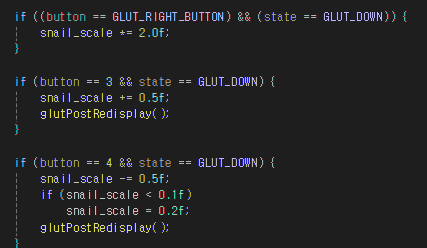 if ((button == GLUT_RIGHT_BUTTON) && (state == GLUT_DOWN)) {
snail_scale *= 2.0f;
}
if (button == 3 && state == GLUT_DOWN) {
snail_scale += 0.5f;
glutPostRedisplay();
}
if (button == 4 && state == GLUT_DOWN) {
snail_scale -= 0.5f;
if (snail_scale < 0.1f)
snail_scale = 0.2f;
glutPostRedisplay();
}